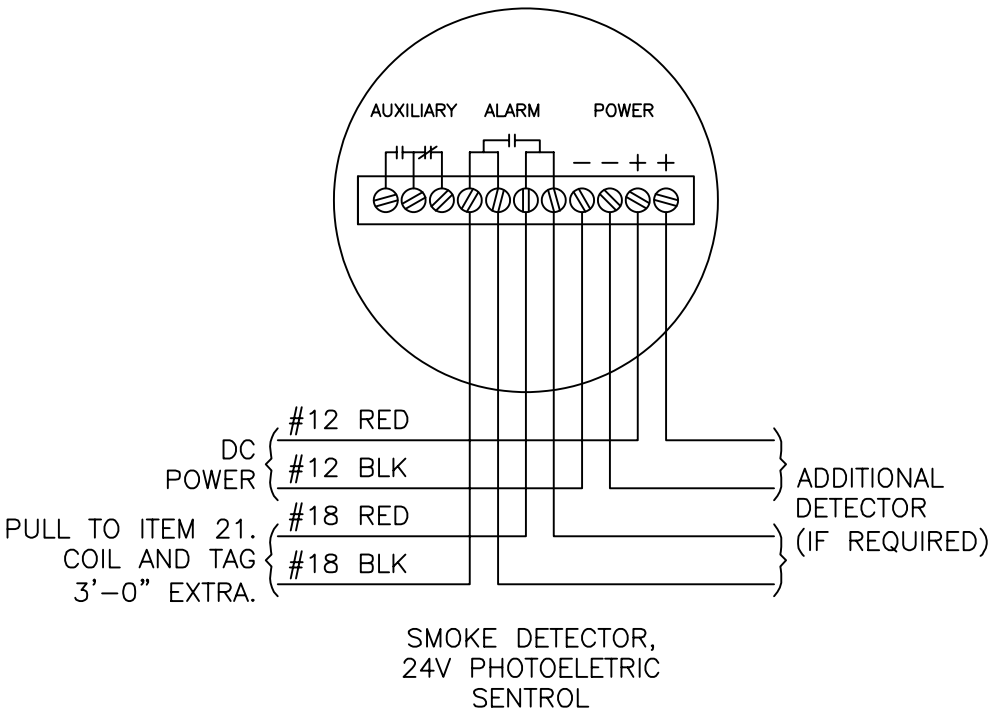 AUXILIARY ALARM POWER
− − + +
#12 RED
DC
POWER
#12 BLK
#18 RED
PULL TO ITEM 21.
COIL AND TAG
3'−0” EXTRA.
#18 BLK
ADDITIONAL
DETECTOR
(IF REQUIRED)
SMOKE DETECTOR,
24V PHOTOELETRIC
SENTROL